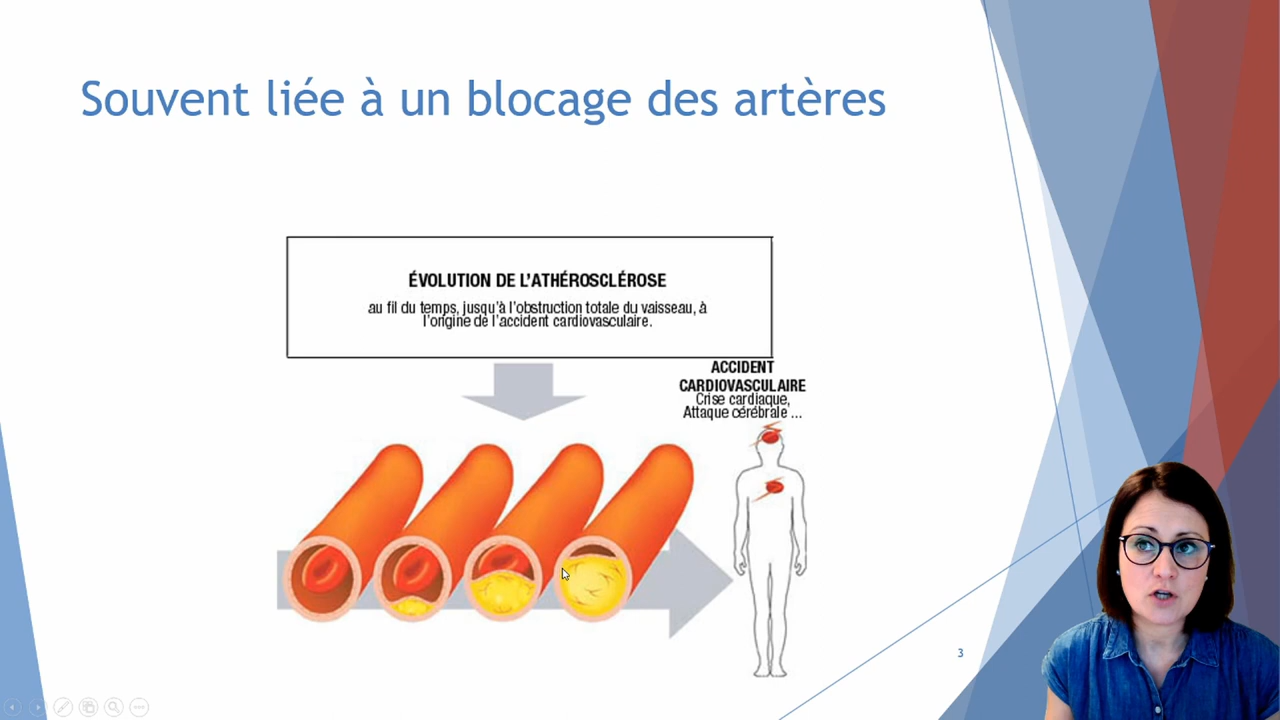 Souvent liée à un blocage des artères
ÉVOLUTION DE L'ATHÉROSCLÉROSE
au fil du temps, jusqu'à l'obstruction totale du vaisseau, à
l'origine de l'accident cardiovasculaire.
ACCIDENT
CARDIOVASCULAIRE
Crise cardiaque,
Attaque cérébrale ...
3